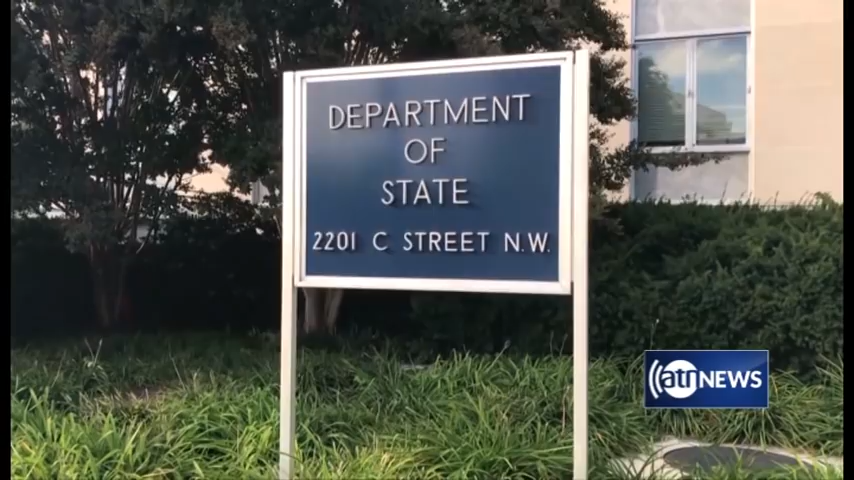 DEPARTMENT
OF
STATE
2201 C STREET N.W.
atn NEWS